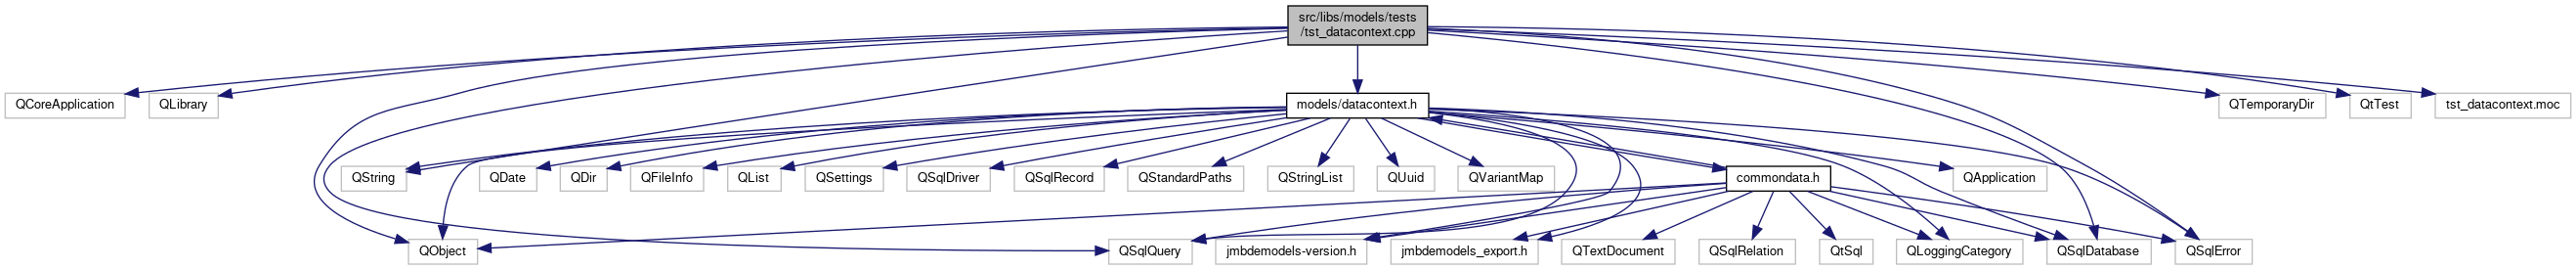 src/libs/models/tests
/tst_datacontext.cpp
QCoreApplication
QLibrary
models/datacontext.h
QTemporaryDir
QtTest
tst_datacontext.moc
QString
QDate
QDir
QFileInfo
QList
QSettings
QSqlDriver
QSqlRecord
QStandardPaths
QStringList
QUuid
QVariantMap
commondata.h
QApplication
QObject
QSqlQuery
jmbdemodels-version.h
jmbdemodels_export.h
QTextDocument
QSqlRelation
QtSql
QLoggingCategory
QSqlDatabase
QSqlError